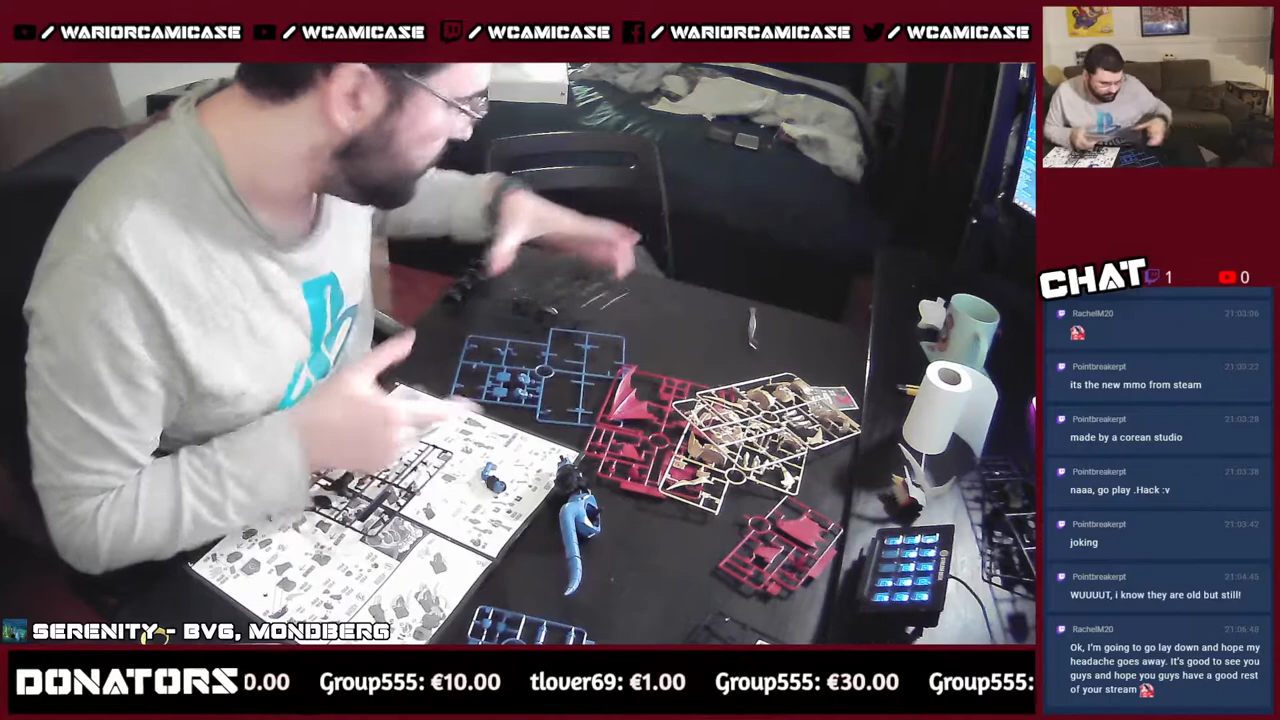 / WARIORCAMICASE / WCAMICASE / WCAMICASE / WARIORCAMICASE / WCAMICASE
CHAT 1 0
RachelM20 21:03:06
Pointbreakerpt 21:03:22
its the new mmo from steam
Pointbreakerpt 21:03:28
made by a corean studio
Pointbreakerpt 21:03:38
naaa, go play .Hack :v
Pointbreakerpt 21:03:42
joking
Pointbreakerpt 21:04:45
WUUUUT, i know they are old but still!
RachelM20 21:06:48
Ok, I'm going to go lay down and hope my
headache goes away. It's good to see you
guys and hope you guys have a good rest
of your stream
SERENITY - BVG, MONDBERG
DONATORS 0.00 Group555: €10.00 tlover69: €1.00 Group555: €30.00 Group555: